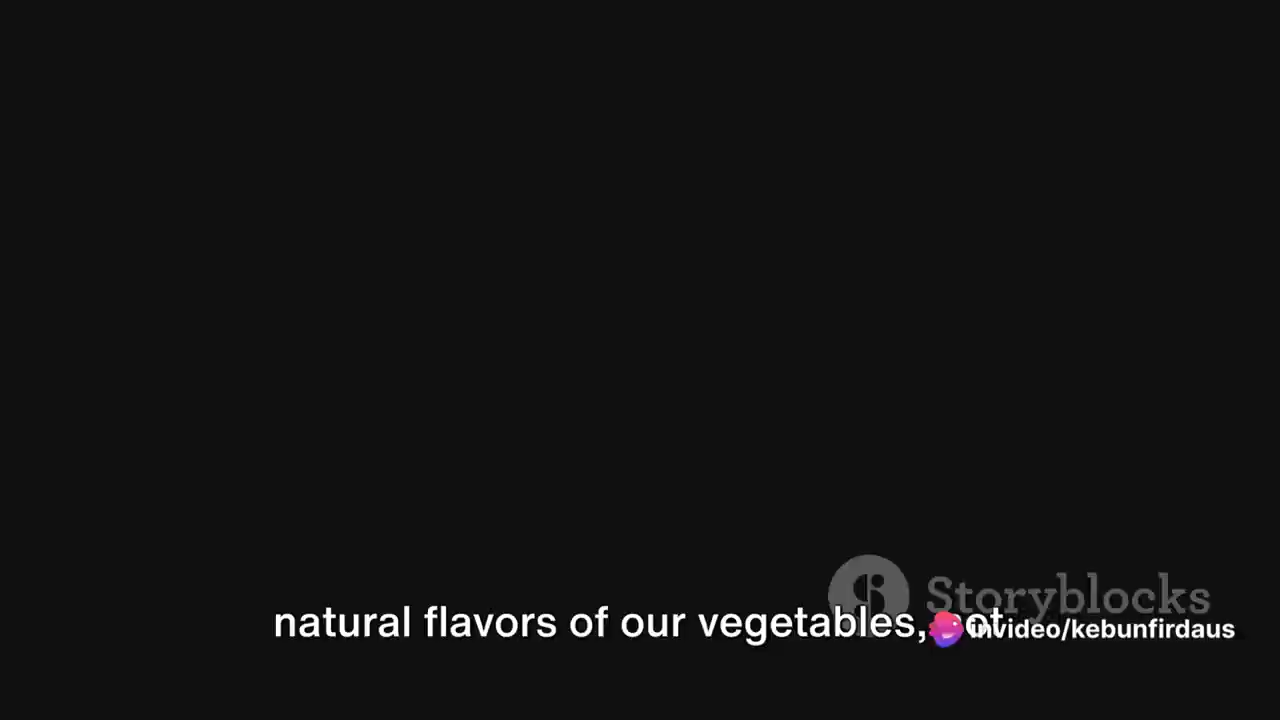 Storyblocks
natural flavors of our vegetables,
invideo/kebunfirdaus